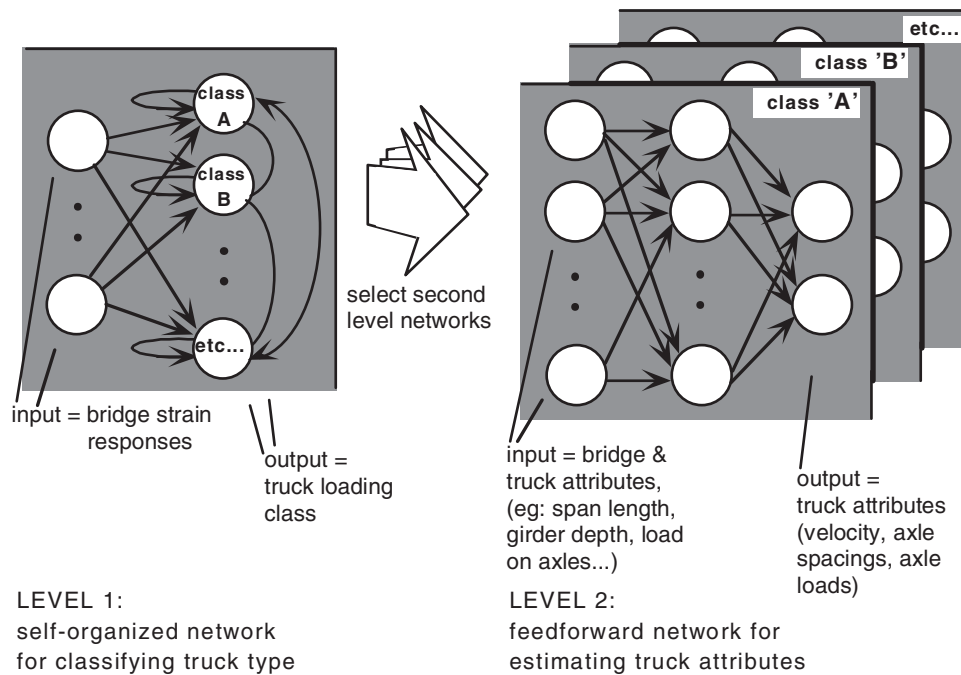 class
A
class
B
etc...
input = bridge strain
responses
output =
truck loading
class
LEVEL 1:
self-organized network
for classifying truck type
select second
level networks
etc...
class 'B'
class 'A'
input = bridge &
truck attributes,
(eg: span length,
girder depth, load
on axles...)
output =
truck attributes
(velocity, axle
spacings, axle
loads)
LEVEL 2:
feedforward network for
estimating truck attributes